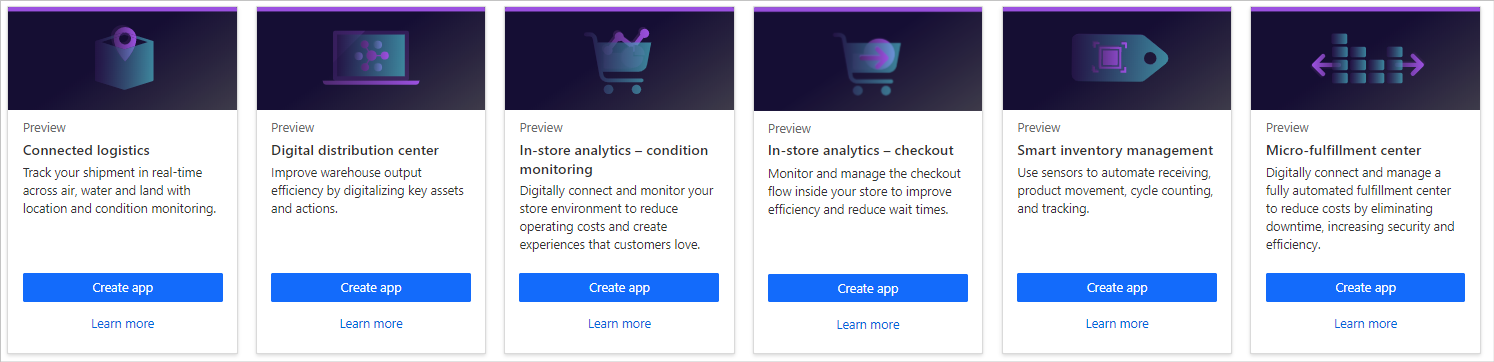 Preview
Connected logistics
Track your shipment in real-time
across air, water and land with
location and condition monitoring.
Create app
Learn more
Preview
Digital distribution center
Improve warehouse output
efficiency by digitalizing key assets
and actions.
Create app
Learn more
Preview
In-store analytics – condition
monitoring
Digitally connect and monitor your
store environment to reduce
operating costs and create
experiences that customers love.
Create app
Learn more
Preview
In-store analytics – checkout
Monitor and manage the checkout
flow inside your store to improve
efficiency and reduce wait times.
Create app
Learn more
Preview
Smart inventory management
Use sensors to automate receiving,
product movement, cycle counting,
and tracking.
Create app
Learn more
Preview
Micro-fulfillment center
Digitally connect and manage a
fully automated fulfillment center
to reduce costs by eliminating
downtime, increasing security and
efficiency.
Create app
Learn more